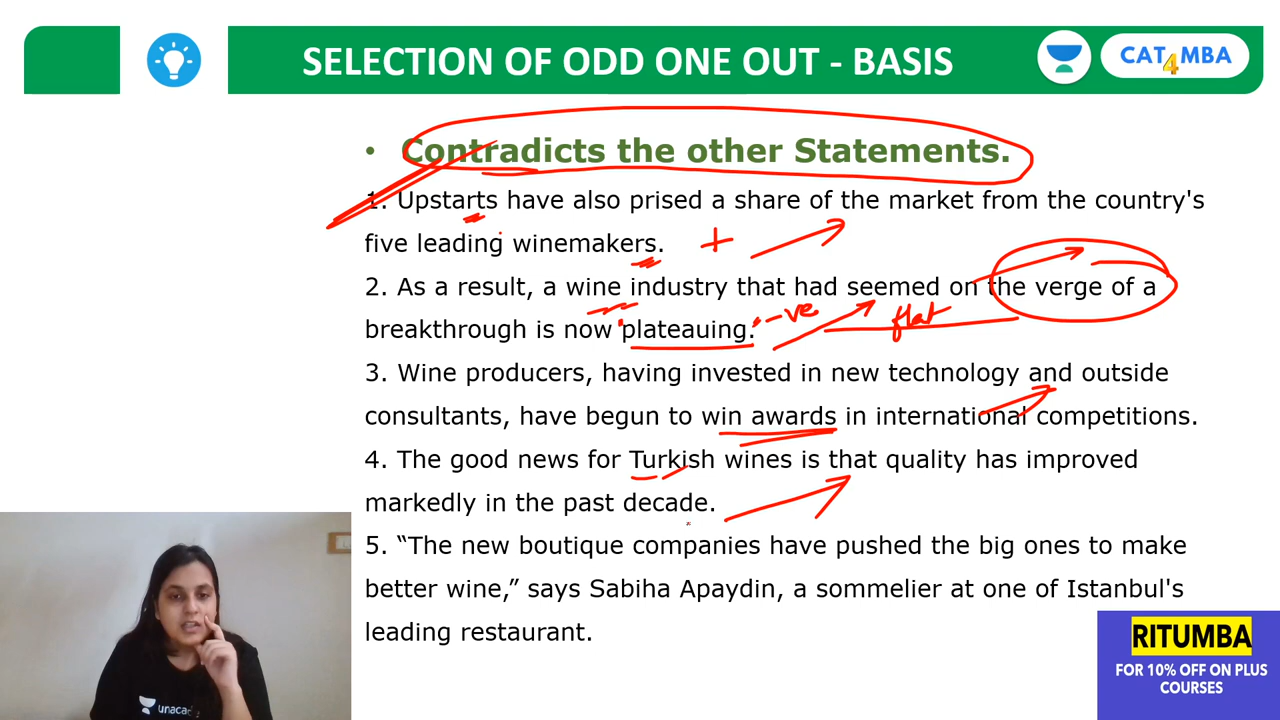 SELECTION OF ODD ONE OUT - BASIS
CAT4MBA
• Contradicts the other Statements.
1. Upstarts have also prised a share of the market from the country's
five leading winemakers. +
2. As a result, a wine industry that had seemed on the verge of a
breakthrough is now plateauing. -ve flat
3. Wine producers, having invested in new technology and outside
consultants, have begun to win awards in international competitions.
4. The good news for Turkish wines is that quality has improved
markedly in the past decade.
5. “The new boutique companies have pushed the big ones to make
better wine,” says Sabiha Apaydin, a sommelier at one of Istanbul's
leading restaurant.
RITUMBA
FOR 10% OFF ON PLUS
COURSES